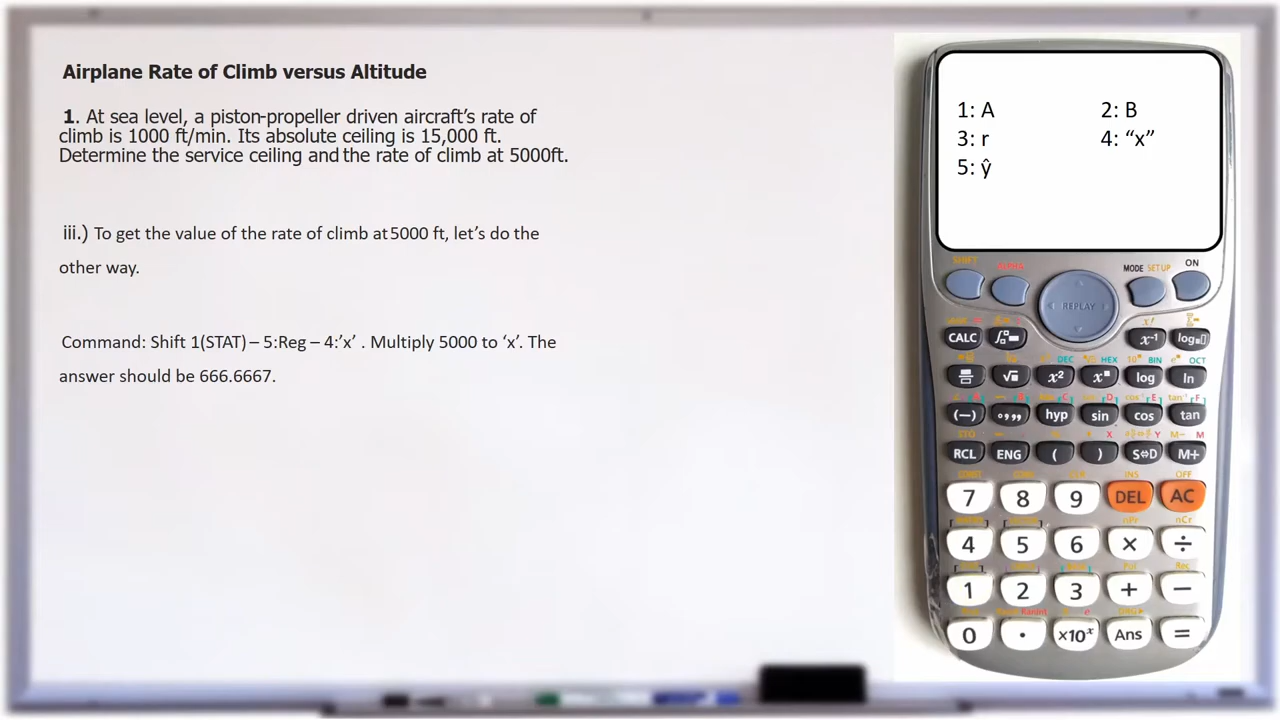 Airplane Rate of Climb versus Altitude
1. At sea level, a piston-propeller driven aircraft’s rate of
climb is 1000 ft/min. Its absolute ceiling is 15,000 ft.
Determine the service ceiling and the rate of climb at 5000ft.
iii.) To get the value of the rate of climb at 5000 ft, let’s do the
other way.
Command: Shift 1(STAT) – 5:Reg – 4:’x’ . Multiply 5000 to ‘x’. The
answer should be 666.6667.
1: A 2: B
3: r 4: “x”
5: ŷ
SHIFT ALPHA MODE SETUP ON
REPLAY
CALC x⁻¹ log
√ x² x■ log ln
(−) hyp sin cos tan
RCL ENG ( ) S⇔D M+
7 8 9 DEL AC
4 5 6 × ÷
1 2 3 + −
0 . ×10ˣ Ans =